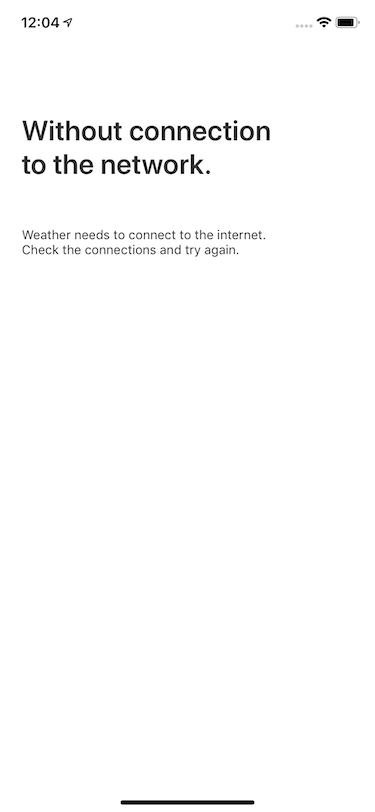 12:04
Without connection
to the network.
Weather needs to connect to the internet.
Check the connections and try again.